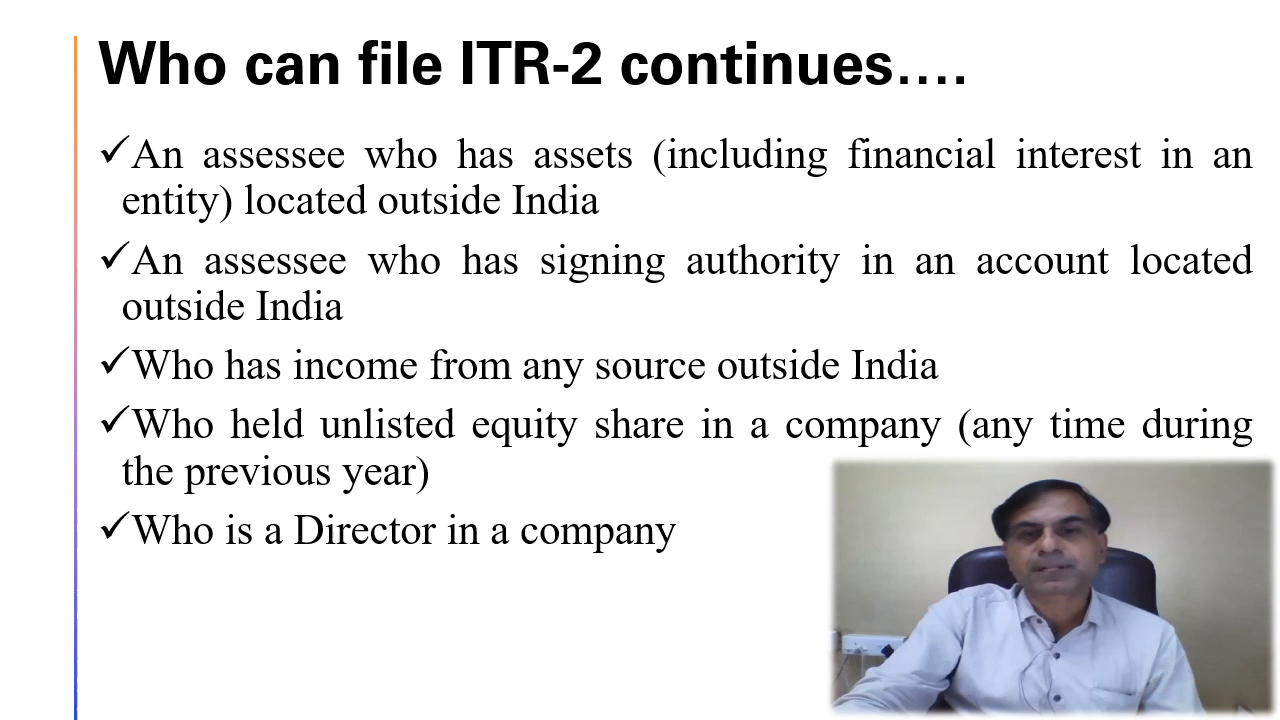 Who can file ITR-2 continues….
✓An assessee who has assets (including financial interest in an
entity) located outside India
✓An assessee who has signing authority in an account located
outside India
✓Who has income from any source outside India
✓Who held unlisted equity share in a company (any time during
the previous year)
✓Who is a Director in a company